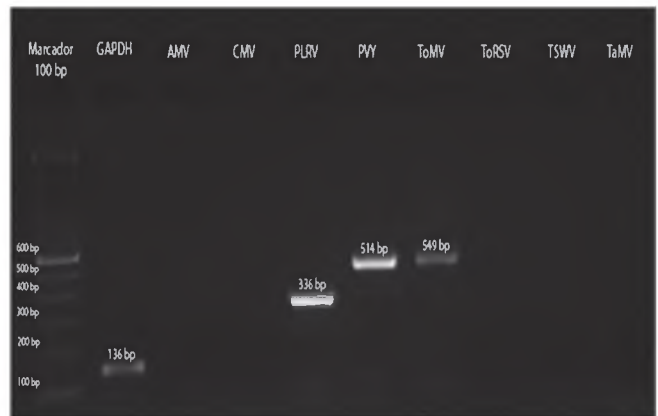 Marcador GAPDH AMV CMV PLRV PVY ToMV ToRSV TSWV TaMV
100 bp
600 bp
514 bp 549 bp
500 bp
400 bp
336 bp
300 bp
200 bp
136 bp
100 bp